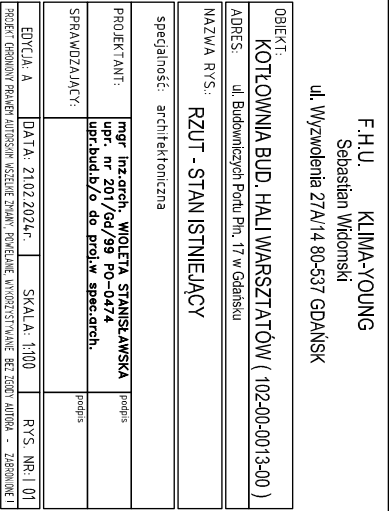 F.H.U. KLIMA-YOUNG
Sebastian Widomski
ul. Wyzwolenia 27A/14 80-537 GDAŃSK
OBIEKT:
KOTŁOWNIA BUD. HALI WARSZTATÓW ( 102-00-0013-00 )
ADRES: ul. Budowniczych Portu Płn. 17 w Gdańsku
NAZWA RYS.:
RZUT - STAN ISTNIEJĄCY
specjalność: architektoniczna
PROJEKTANT: mgr inż.arch. WIOLETA STANISŁAWSKA
upr. nr 201/Gd/99 PO-0474
upr.bud.b/o do proj.w spec.arch.
podpis
SPRAWDZAJĄCY:
podpis
EDYCJA: A DATA: 21.02.2024r. SKALA: 1:100 RYS. NR: I 01
PROJEKT CHRONIONY PRAWEM AUTORSKIM WSZELKIE ZMIANY, POWIELANIE, WYKORZYSTYWANIE BEZ ZGODY AUTORA - ZABRONIONE !